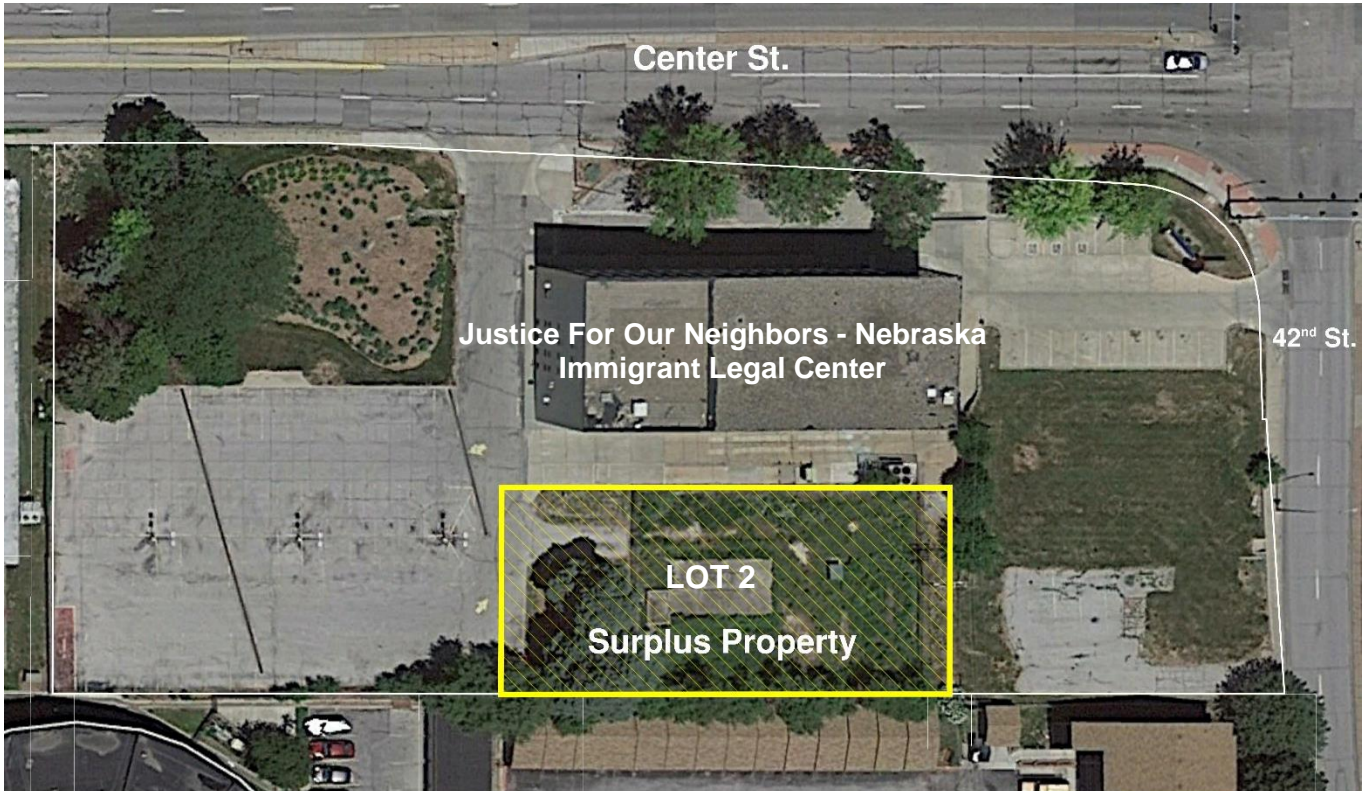 Center St.
Justice For Our Neighbors - Nebraska
Immigrant Legal Center
42nd St.
LOT 2
Surplus Property